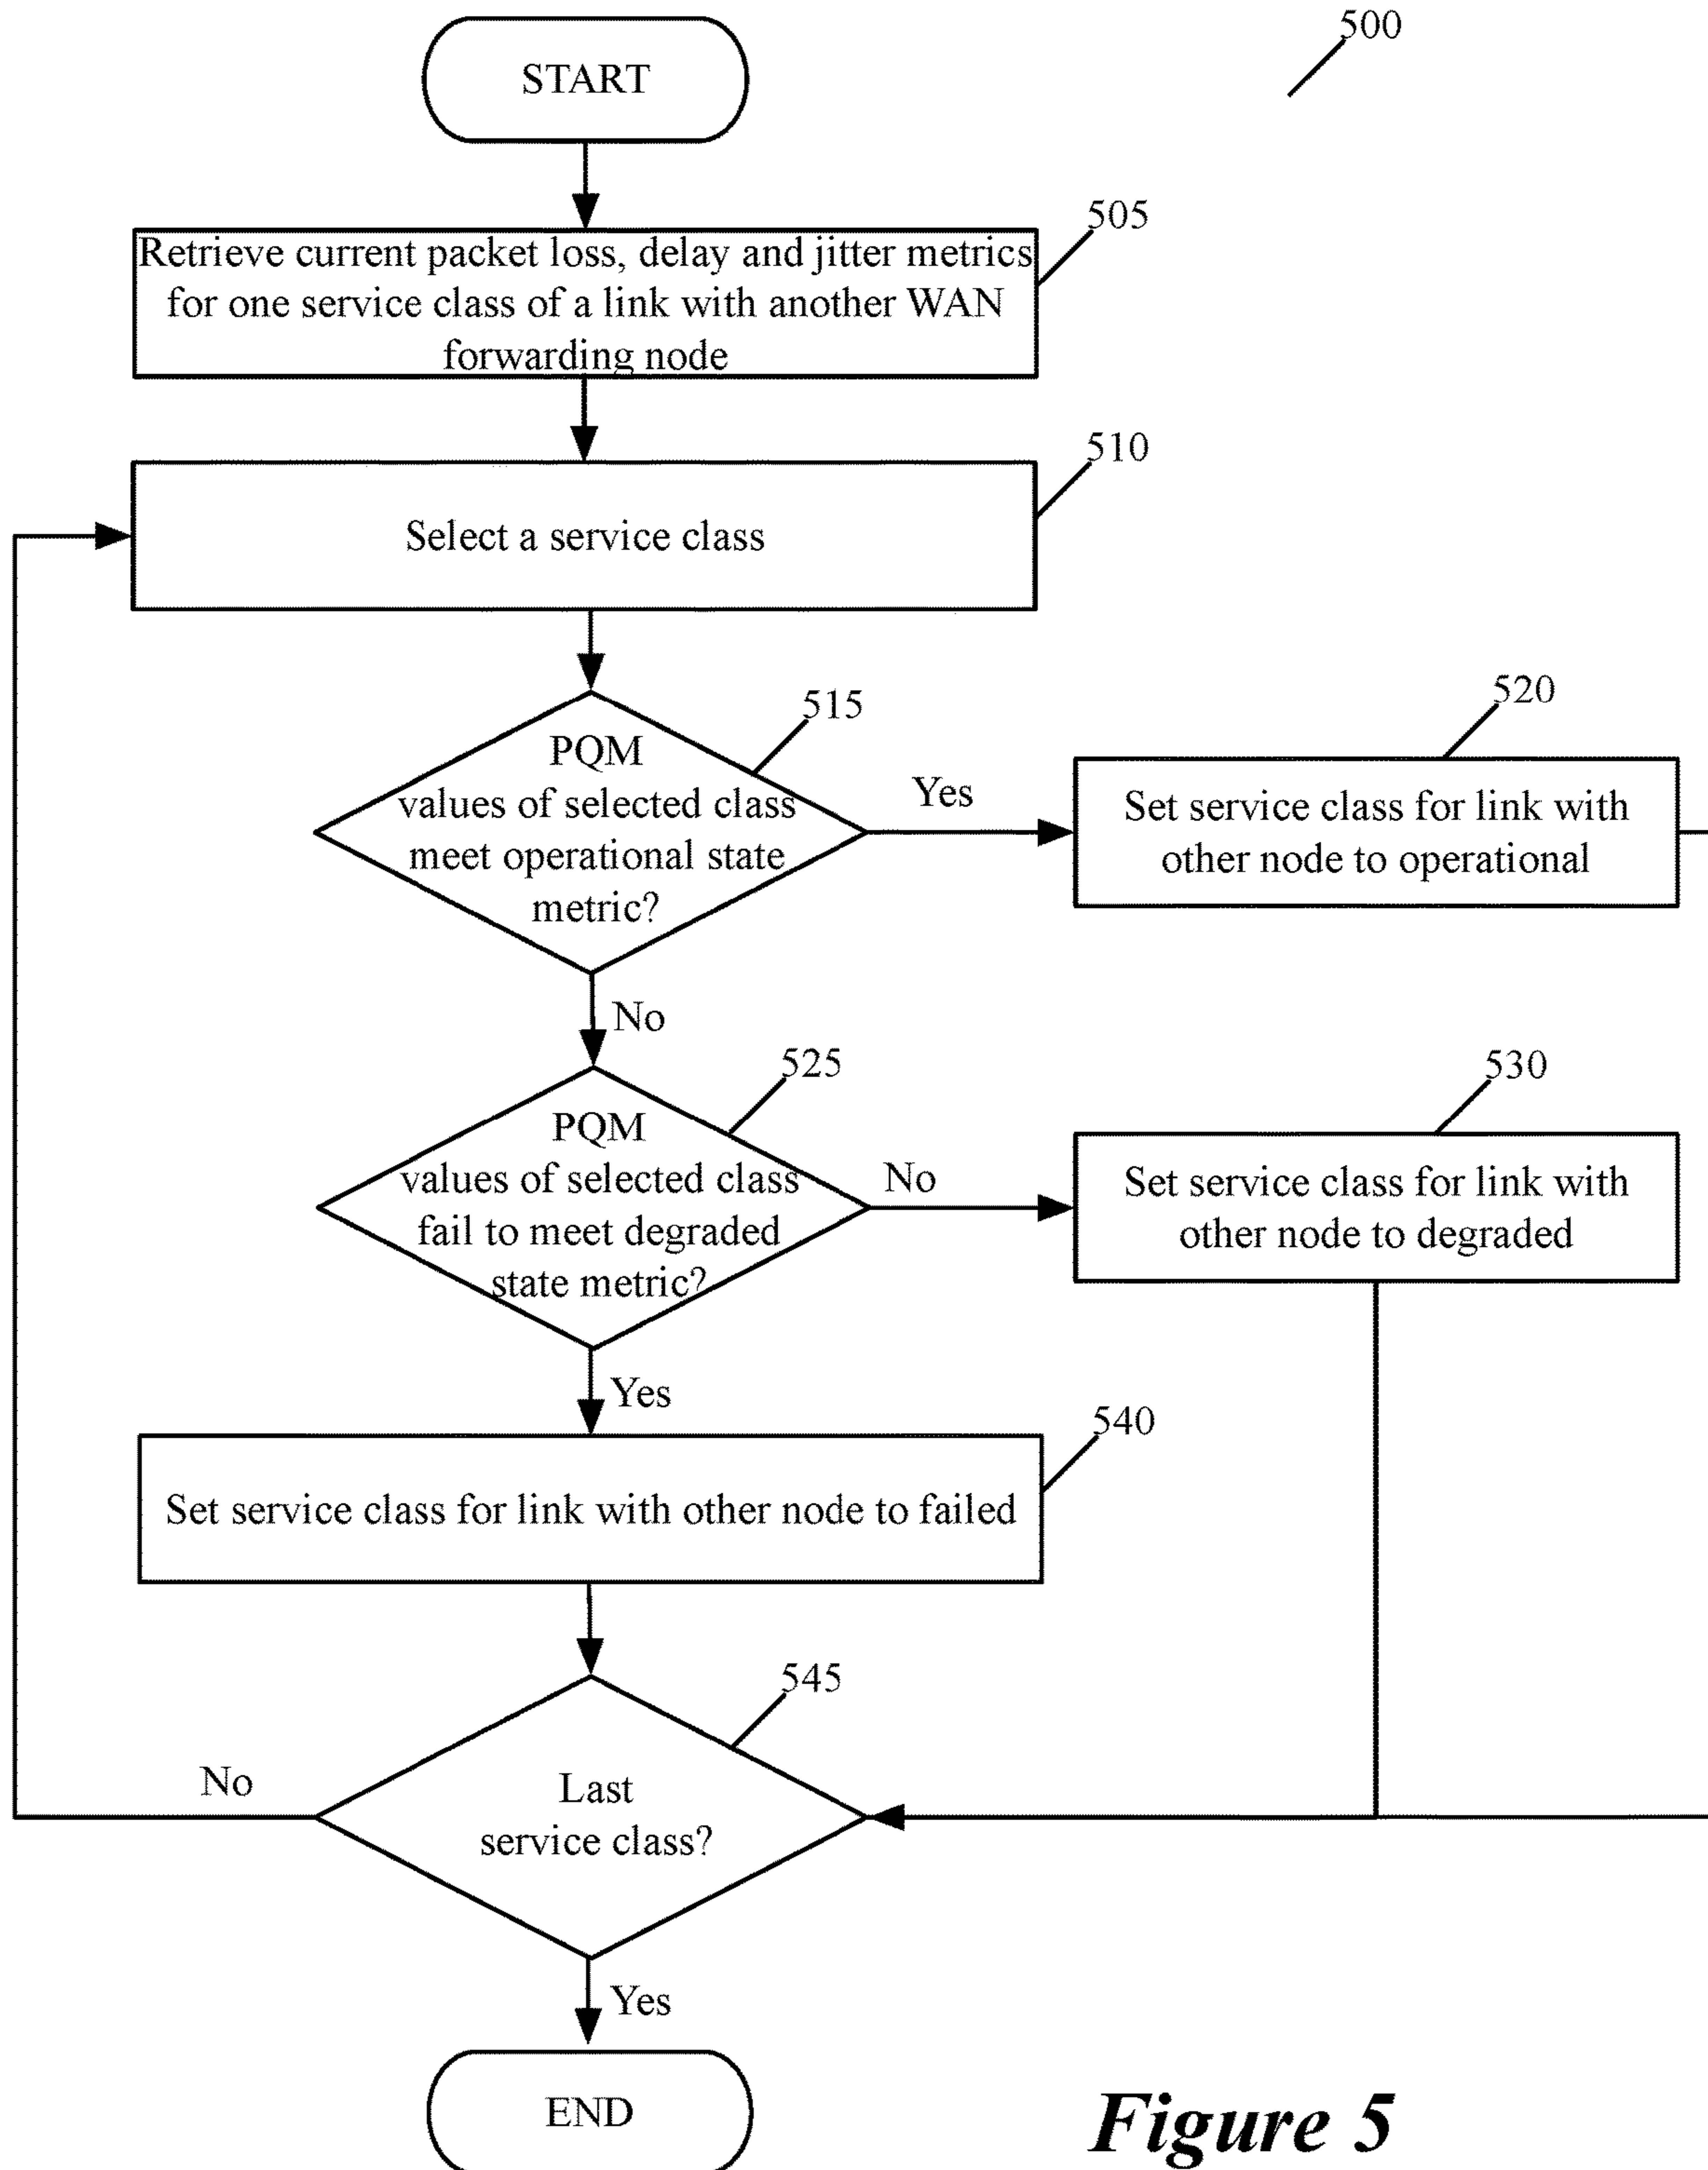 500
START
505
Retrieve current packet loss, delay and jitter metrics
for one service class of a link with another WAN
forwarding node
510
Select a service class
515
PQM
values of selected class
meet operational state
metric?
Yes
520
Set service class for link with
other node to operational
No
525
PQM
values of selected class
fail to meet degraded
state metric?
No
530
Set service class for link with
other node to degraded
Yes
540
Set service class for link with other node to failed
545
Last
service class?
No
Yes
END
Figure 5